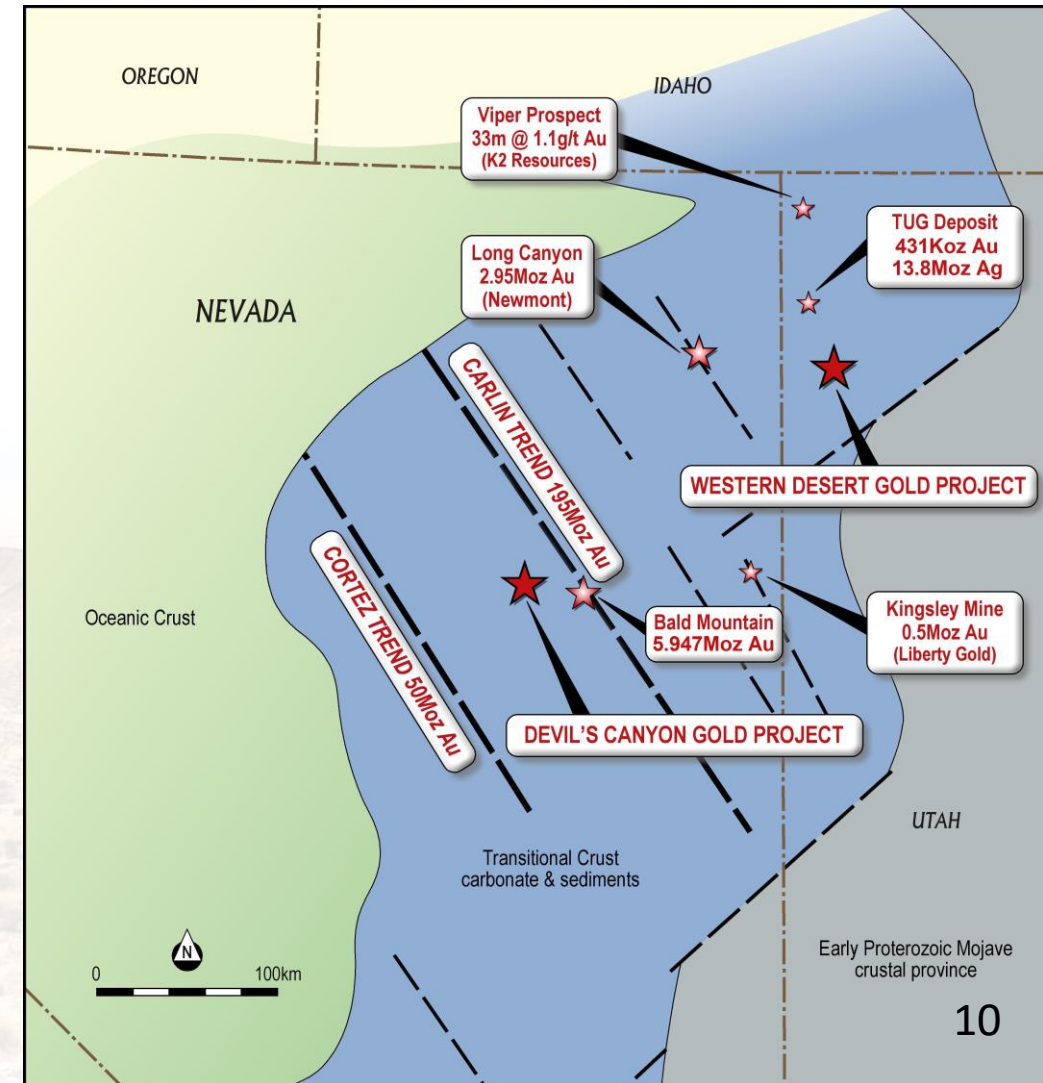 OREGON
IDAHO
Viper Prospect
33m @ 1.1g/t Au
(K2 Resources)
TUG Deposit
431Koz Au
13.8Moz Ag
Long Canyon
2.95Moz Au
(Newmont)
NEVADA
CARLIN TREND 195Moz Au
WESTERN DESERT GOLD PROJECT
CORTEZ TREND 50Moz Au
Oceanic Crust
Bald Mountain
5.947Moz Au
Kingsley Mine
0.5Moz Au
(Liberty Gold)
DEVIL'S CANYON GOLD PROJECT
UTAH
Transitional Crust
carbonate & sediments
N
0 100km
Early Proterozoic Mojave
crustal province
10